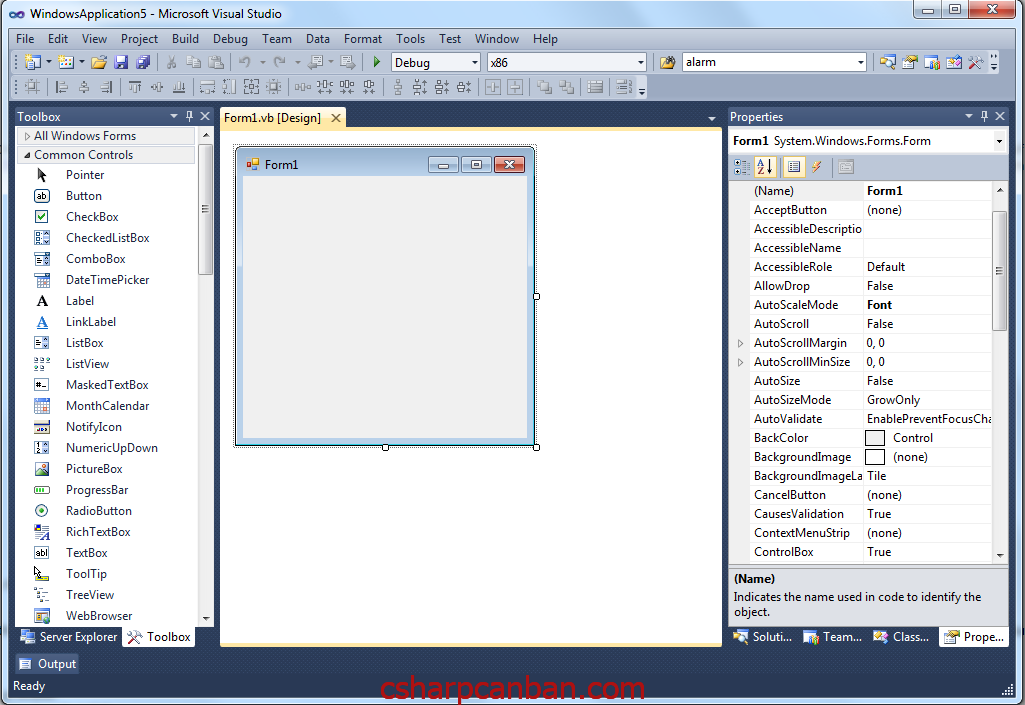 WindowsApplication5 - Microsoft Visual Studio
File Edit View Project Build Debug Team Data Format Tools Test Window Help
Debug x86 alarm
Toolbox
All Windows Forms
Common Controls
Pointer
Button
CheckBox
CheckedListBox
ComboBox
DateTimePicker
Label
LinkLabel
ListBox
ListView
MaskedTextBox
MonthCalendar
NotifyIcon
NumericUpDown
PictureBox
ProgressBar
RadioButton
RichTextBox
TextBox
ToolTip
TreeView
WebBrowser
Server Explorer Toolbox
Form1.vb [Design]
Form1
Properties
Form1 System.Windows.Forms.Form
(Name) Form1
AcceptButton (none)
AccessibleDescriptio
AccessibleName
AccessibleRole Default
AllowDrop False
AutoScaleMode Font
AutoScroll False
AutoScrollMargin 0, 0
AutoScrollMinSize 0, 0
AutoSize False
AutoSizeMode GrowOnly
AutoValidate EnablePreventFocusCha
BackColor Control
BackgroundImage (none)
BackgroundImageLa Tile
CancelButton (none)
CausesValidation True
ContextMenuStrip (none)
ControlBox True
(Name)
Indicates the name used in code to identify the
object.
Soluti... Team... Class... Prope...
Output
Ready
csharpcanban.com